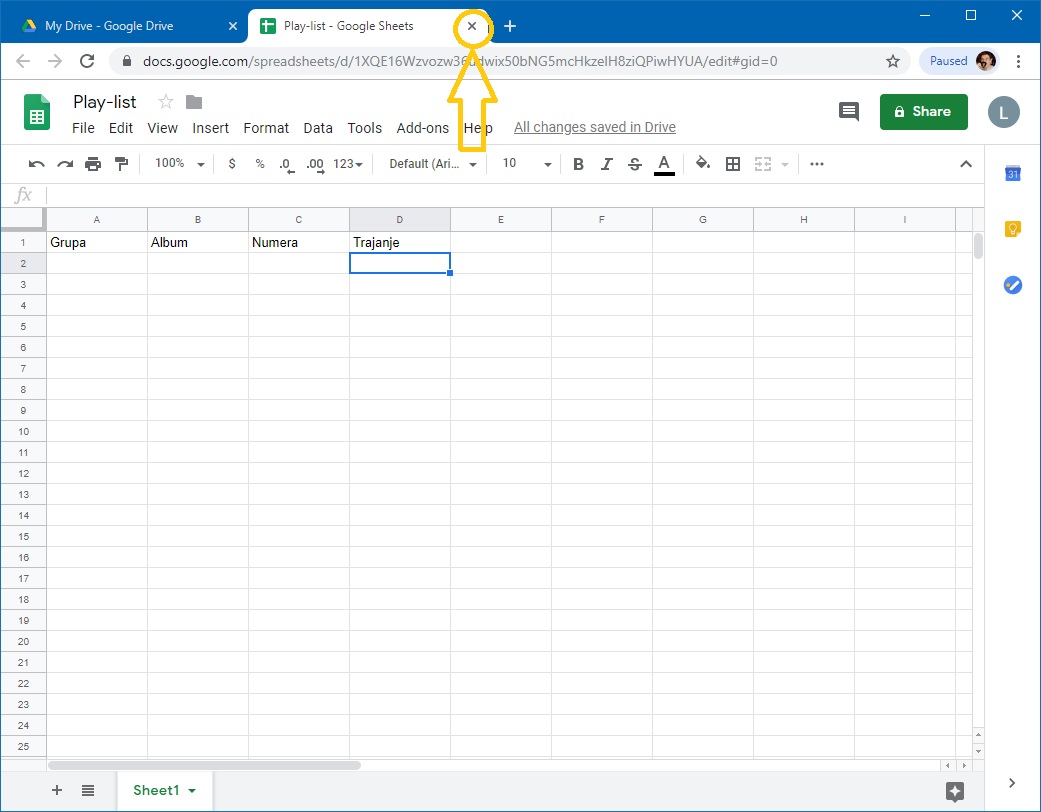 My Drive - Google Drive
Play-list - Google Sheets
docs.google.com/spreadsheets/d/1XQE16Wzvozw36udwix50bNG5mcHkzeIH8ziQPiwHYUA/edit#gid=0
Paused
Play-list
File Edit View Insert Format Data Tools Add-ons Help All changes saved in Drive
Share
L
100% $ % .0 .00 123 Default (Ari... 10 B I S A
31
fx
A B C D E F G H I
1 Grupa Album Numera Trajanje
2
3
4
5
6
7
8
9
10
11
12
13
14
15
16
17
18
19
20
21
22
23
24
25
Sheet1